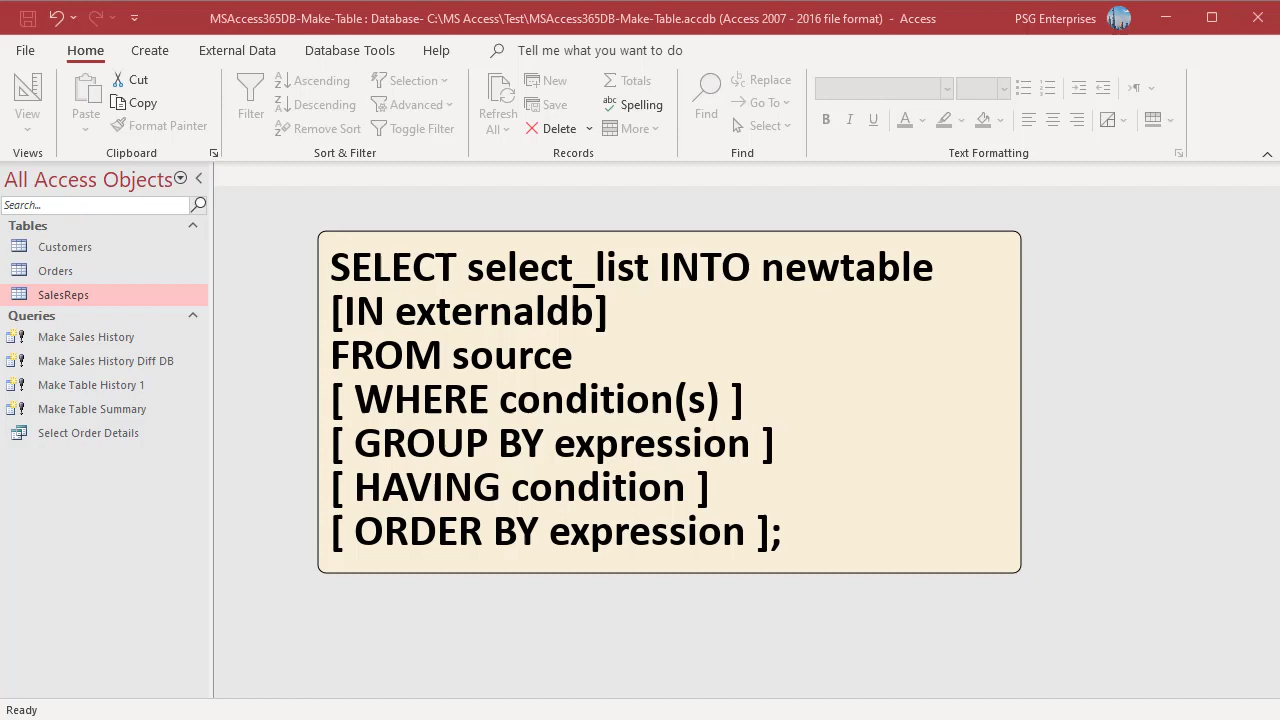 MSAccess365DB-Make-Table : Database- C:\MS Access\Test\MSAccess365DB-Make-Table.accdb (Access 2007 - 2016 file format) - Access
PSG Enterprises
File Home Create External Data Database Tools Help Tell me what you want to do
View
Views
Paste
Cut
Copy
Format Painter
Clipboard
Filter
Ascending
Descending
Remove Sort
Selection
Advanced
Toggle Filter
Sort & Filter
Refresh
All
New
Save
Delete
Totals
abc
Spelling
More
Records
Find
Replace
Go To
Select
Find
B I U A
Text Formatting
All Access Objects
Search...
Tables
Customers
Orders
SalesReps
Queries
Make Sales History
Make Sales History Diff DB
Make Table History 1
Make Table Summary
Select Order Details
SELECT select_list INTO newtable
[IN externaldb]
FROM source
[ WHERE condition(s) ]
[ GROUP BY expression ]
[ HAVING condition ]
[ ORDER BY expression ];
Ready